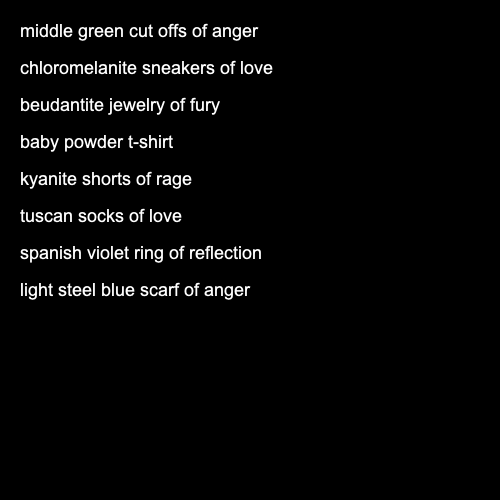 middle green cut offs of anger
chloromelanite sneakers of love
beudantite jewelry of fury
baby powder t-shirt
kyanite shorts of rage
tuscan socks of love
spanish violet ring of reflection
light steel blue scarf of anger